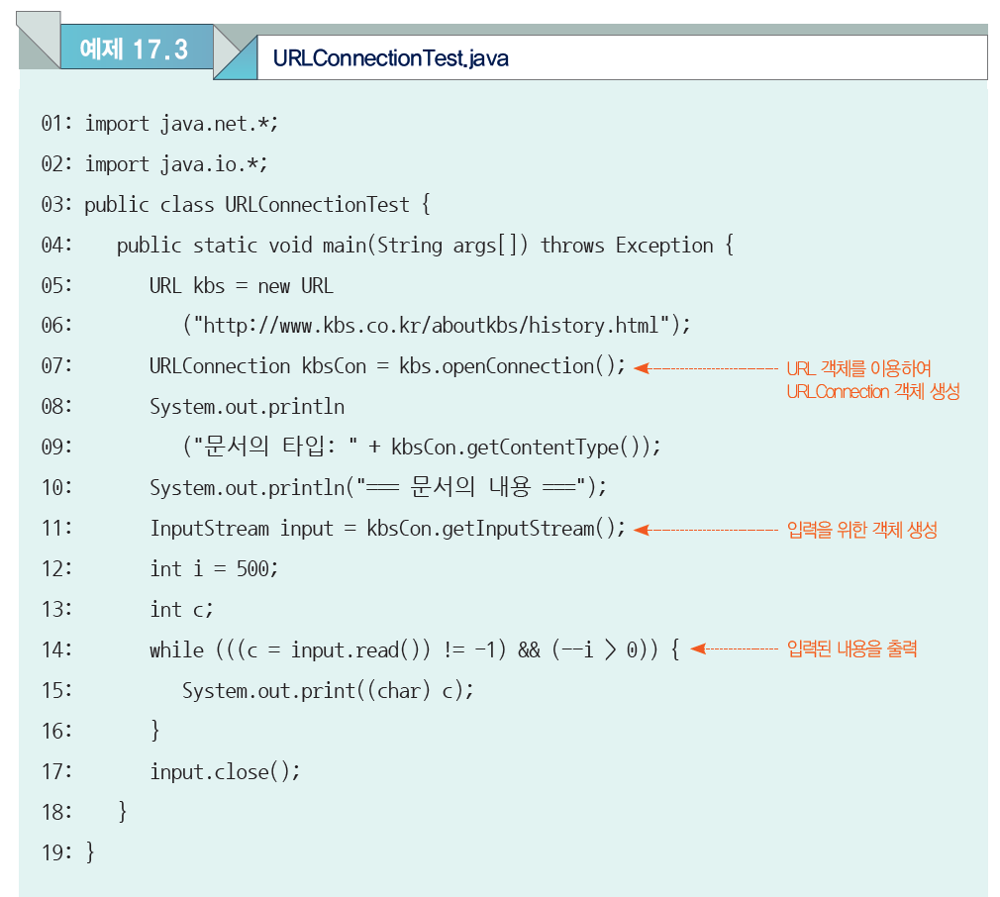 예제 17.3
URLConnectionTest.java
01: import java.net.*;
02: import java.io.*;
03: public class URLConnectionTest {
04: public static void main(String args[]) throws Exception {
05: URL kbs = new URL
06: ("http://www.kbs.co.kr/aboutkbs/history.html");
07: URLConnection kbsCon = kbs.openConnection();
URL 객체를 이용하여
URLConnection 객체 생성
08: System.out.println
09: ("문서의 타입: " + kbsCon.getContentType());
10: System.out.println("=== 문서의 내용 ===");
11: InputStream input = kbsCon.getInputStream();
입력을 위한 객체 생성
12: int i = 500;
13: int c;
14: while (((c = input.read()) != -1) && (--i > 0)) {
입력된 내용을 출력
15: System.out.print((char) c);
16: }
17: input.close();
18: }
19: }